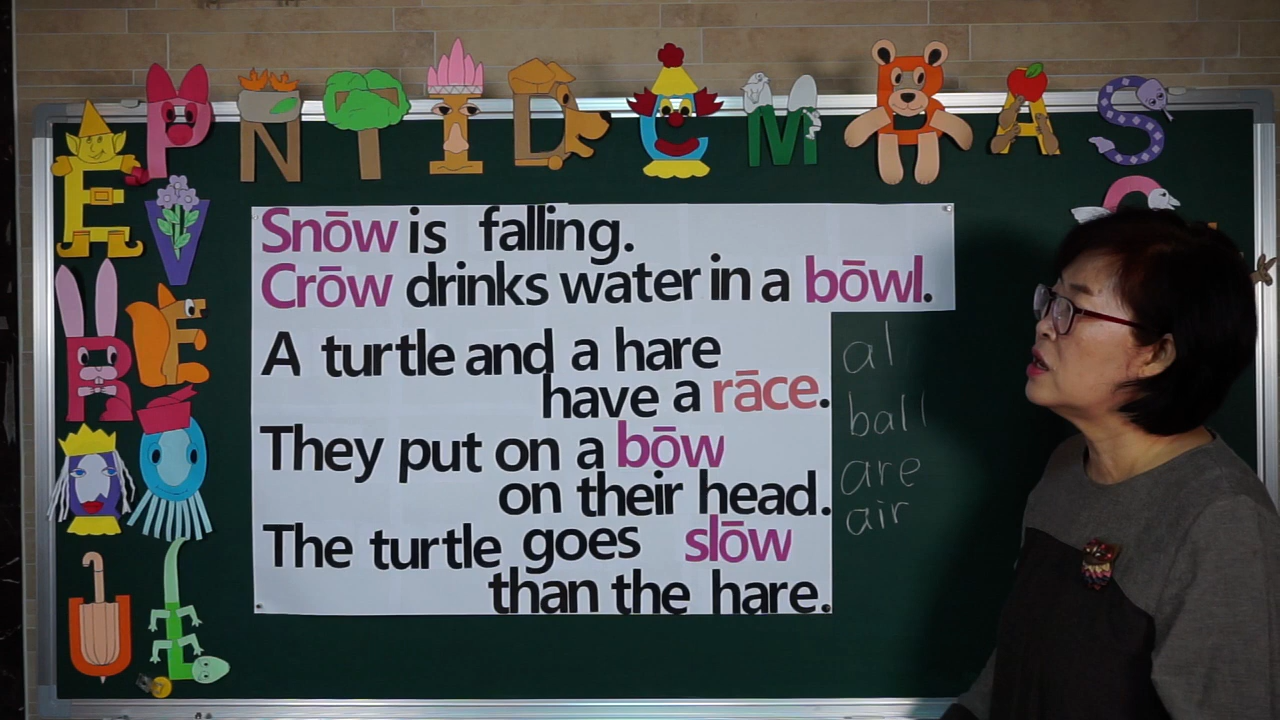 P N T I D C M R A S
E V
Snōw is falling.
Crōw drinks water in a bōwl.
A turtle and a hare
have a rāce.
They put on a bōw
on their head.
The turtle goes slōw
than the hare.
al
ball
are
air
R E
U L